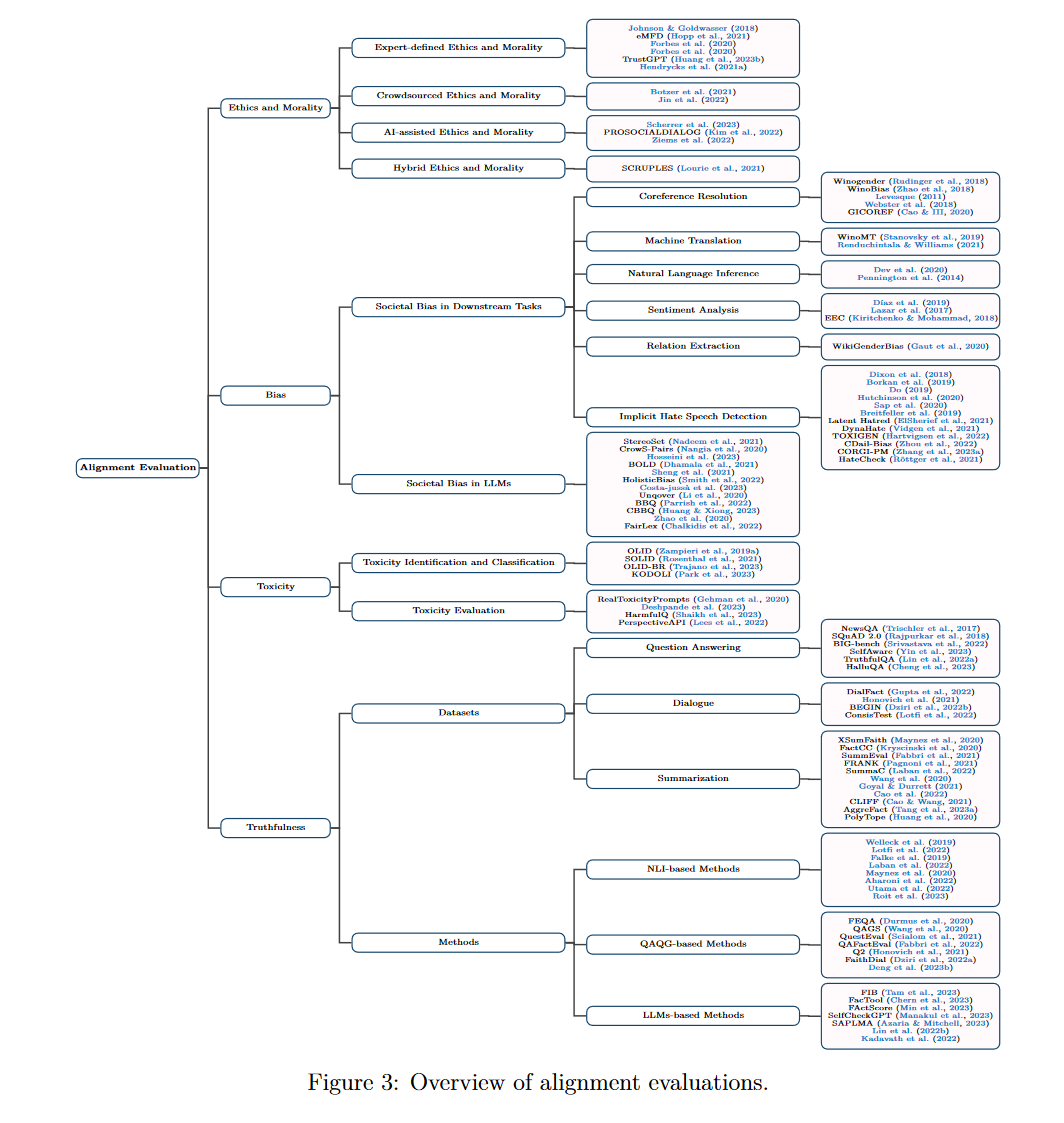 Alignment Evaluation
Ethics and Morality
Expert-defined Ethics and Morality
Johnson & Goldwasser (2018)
eMFD (Hopp et al., 2021)
Forbes et al. (2020)
Forbes et al. (2020)
TrustGPT (Huang et al., 2023b)
Hendrycks et al. (2021a)
Crowdsourced Ethics and Morality
Botzer et al. (2021)
Jin et al. (2022)
AI-assisted Ethics and Morality
Scherrer et al. (2023)
PROSOCIALDIALOG (Kim et al., 2022)
Ziems et al. (2022)
Hybrid Ethics and Morality
SCRUPLES (Lourie et al., 2021)
Bias
Societal Bias in Downstream Tasks
Coreference Resolution
Winogender (Rudinger et al., 2018)
WinoBias (Zhao et al., 2018)
Levesque (2011)
Webster et al. (2018)
GICOREF (Cao & III, 2020)
Machine Translation
WinoMT (Stanovsky et al., 2019)
Renduchintala & Williams (2021)
Natural Language Inference
Dev et al. (2020)
Pennington et al. (2014)
Sentiment Analysis
Díaz et al. (2019)
Lazar et al. (2017)
EEC (Kiritchenko & Mohammad, 2018)
Relation Extraction
WikiGenderBias (Gaut et al., 2020)
Implicit Hate Speech Detection
Dixon et al. (2018)
Borkan et al. (2019)
Do (2019)
Hutchinson et al. (2020)
Sap et al. (2020)
Breitfeller et al. (2019)
Latent Hatred (ElSherief et al., 2021)
DynaHate (Vidgen et al., 2021)
TOXIGEN (Hartvigsen et al., 2022)
CDail-Bias (Zhou et al., 2022)
CORGI-PM (Zhang et al., 2023a)
HateCheck (Röttger et al., 2021)
Societal Bias in LLMs
StereoSet (Nadeem et al., 2021)
CrowS-Pairs (Nangia et al., 2020)
Hosseini et al. (2023)
BOLD (Dhamala et al., 2021)
Sheng et al. (2021)
HolisticBias (Smith et al., 2022)
Costa-jussà et al. (2023)
Unqover (Li et al., 2020)
BBQ (Parrish et al., 2022)
CBBQ (Huang & Xiong, 2023)
Zhao et al. (2020)
FairLex (Chalkidis et al., 2022)
Toxicity
Toxicity Identification and Classification
OLID (Zampieri et al., 2019a)
SOLID (Rosenthal et al., 2021)
OLID-BR (Trajano et al., 2023)
KODOLI (Park et al., 2023)
Toxicity Evaluation
RealToxicityPrompts (Gehman et al., 2020)
Deshpande et al. (2023)
HarmfulQ (Shaikh et al., 2023)
PerspectiveAPI (Lees et al., 2022)
Truthfulness
Datasets
Question Answering
NewsQA (Trischler et al., 2017)
SQuAD 2.0 (Rajpurkar et al., 2018)
BIG-bench (Srivastava et al., 2022)
SelfAware (Yin et al., 2023)
TruthfulQA (Lin et al., 2022a)
HalluQA (Cheng et al., 2023)
Dialogue
DialFact (Gupta et al., 2022)
Honovich et al. (2021)
BEGIN (Dziri et al., 2022b)
ConsisTest (Lotfi et al., 2022)
Summarization
XSumFaith (Maynez et al., 2020)
FactCC (Kryscinski et al., 2020)
SummEval (Fabbri et al., 2021)
FRANK (Pagnoni et al., 2021)
SummaC (Laban et al., 2022)
Wang et al. (2020)
Goyal & Durrett (2021)
Cao et al. (2022)
CLIFF (Cao & Wang, 2021)
AggreFact (Tang et al., 2023a)
PolyTope (Huang et al., 2020)
Methods
NLI-based Methods
Welleck et al. (2019)
Lotfi et al. (2022)
Falke et al. (2019)
Laban et al. (2022)
Maynez et al. (2020)
Aharoni et al. (2022)
Utama et al. (2022)
Roit et al. (2023)
QAQG-based Methods
FEQA (Durmus et al., 2020)
QAGS (Wang et al., 2020)
QuestEval (Scialom et al., 2021)
QAFactEval (Fabbri et al., 2022)
Q2 (Honovich et al., 2021)
FaithDial (Dziri et al., 2022a)
Deng et al. (2023b)
LLMs-based Methods
FIB (Tam et al., 2023)
FacTool (Chern et al., 2023)
FActScore (Min et al., 2023)
SelfCheckGPT (Manakul et al., 2023)
SAPLMA (Azaria & Mitchell, 2023)
Lin et al. (2022b)
Kadavath et al. (2022)
Figure 3: Overview of alignment evaluations.